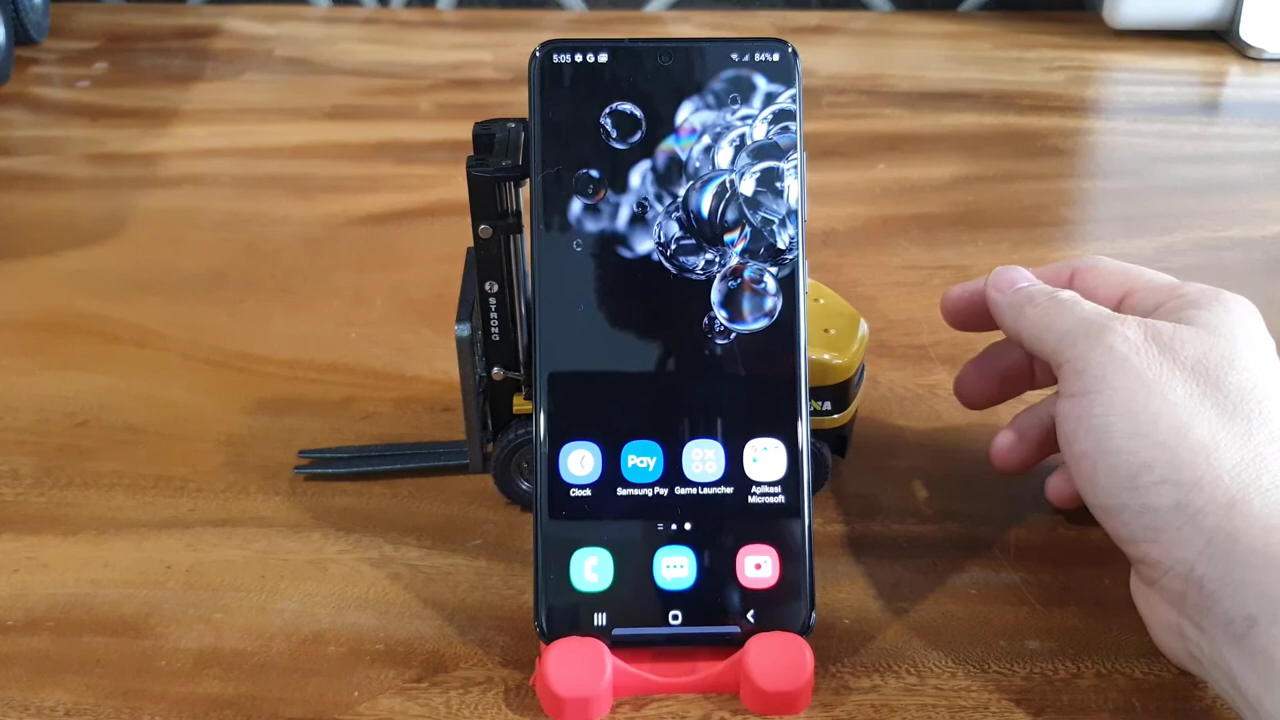 5:05
84%
STRONG
Pay
Clock
Samsung Pay
Game Launcher
Aplikasi
Microsoft